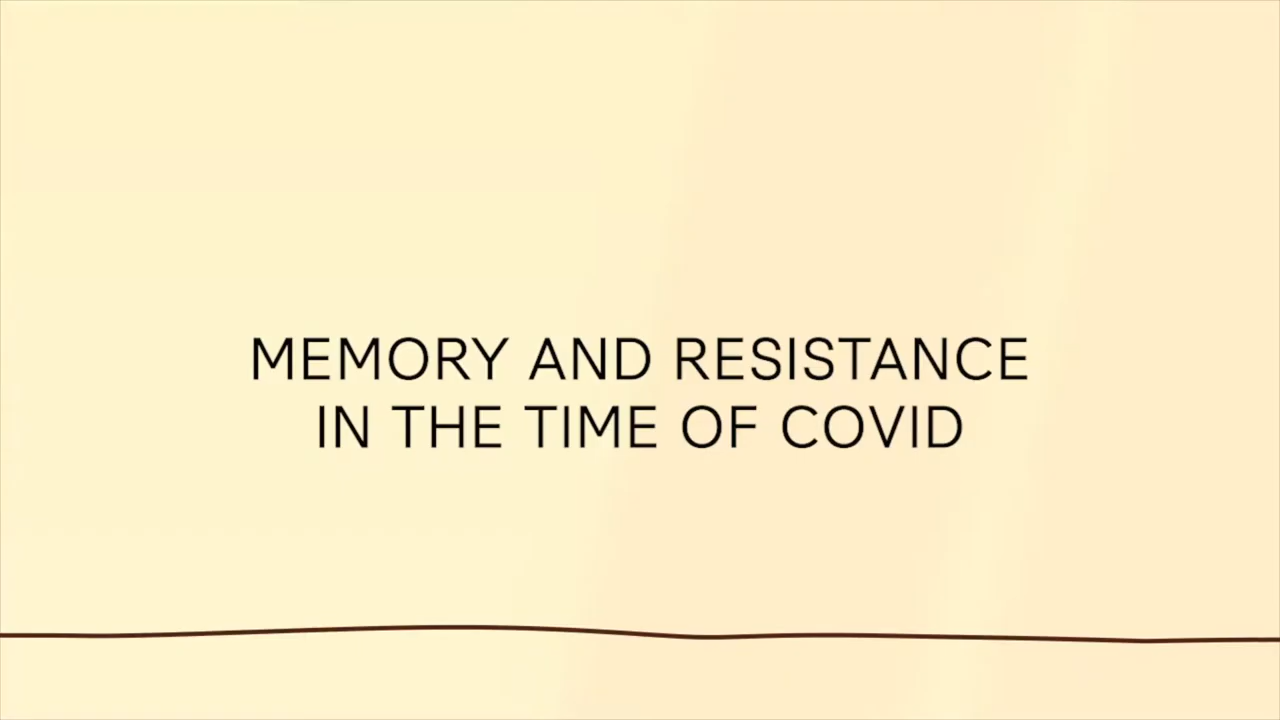 MEMORY AND RESISTANCE
IN THE TIME OF COVID